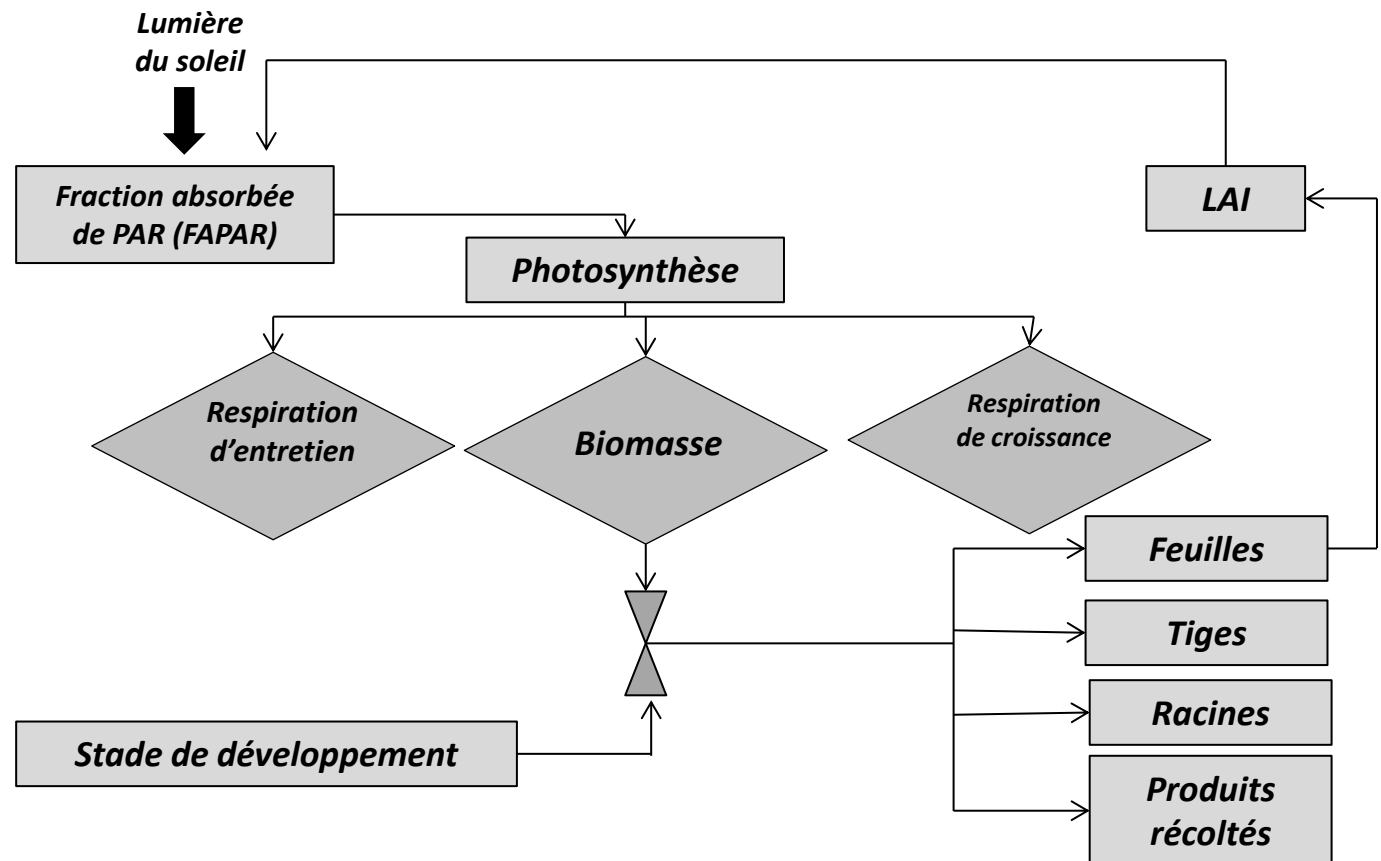 Lumière
du soleil
Fraction absorbée
de PAR (FAPAR)
LAI
Photosynthèse
Respiration
d’entretien
Biomasse
Respiration
de croissance
Feuilles
Tiges
Racines
Stade de développement
Produits
récoltés